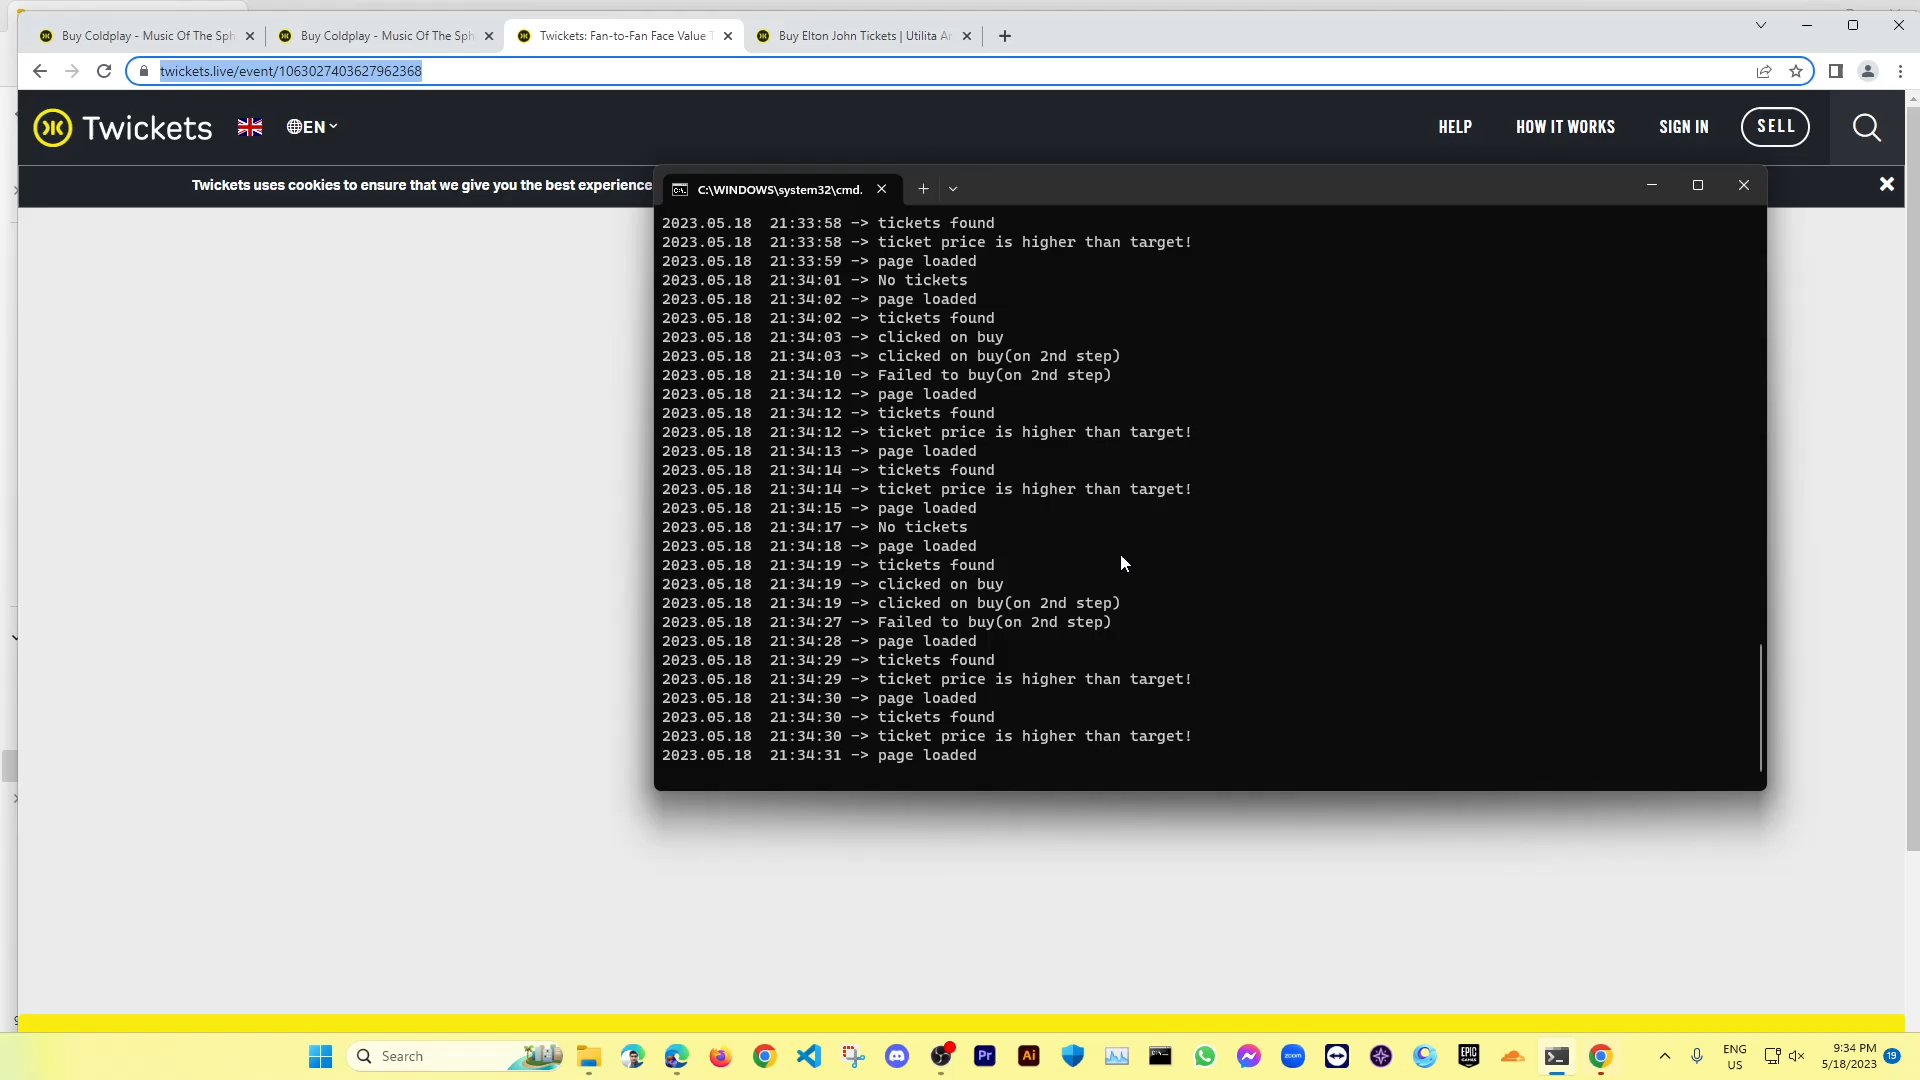 Buy Coldplay - Music Of The Sph
Buy Coldplay - Music Of The Sph
Twickets: Fan-to-Fan Face Value T
Buy Elton John Tickets | Utilita Ar
twickets.live/event/1063027403627962368
Twickets
EN
HELP
HOW IT WORKS
SIGN IN
SELL
Twickets uses cookies to ensure that we give you the best experience
C:\WINDOWS\system32\cmd.
2023.05.18  21:33:58 -> tickets found
2023.05.18  21:33:58 -> ticket price is higher than target!
2023.05.18  21:33:59 -> page loaded
2023.05.18  21:34:01 -> No tickets
2023.05.18  21:34:02 -> page loaded
2023.05.18  21:34:02 -> tickets found
2023.05.18  21:34:03 -> clicked on buy
2023.05.18  21:34:03 -> clicked on buy(on 2nd step)
2023.05.18  21:34:10 -> Failed to buy(on 2nd step)
2023.05.18  21:34:12 -> page loaded
2023.05.18  21:34:12 -> tickets found
2023.05.18  21:34:12 -> ticket price is higher than target!
2023.05.18  21:34:13 -> page loaded
2023.05.18  21:34:14 -> tickets found
2023.05.18  21:34:14 -> ticket price is higher than target!
2023.05.18  21:34:15 -> page loaded
2023.05.18  21:34:17 -> No tickets
2023.05.18  21:34:18 -> page loaded
2023.05.18  21:34:19 -> tickets found
2023.05.18  21:34:19 -> clicked on buy
2023.05.18  21:34:19 -> clicked on buy(on 2nd step)
2023.05.18  21:34:27 -> Failed to buy(on 2nd step)
2023.05.18  21:34:28 -> page loaded
2023.05.18  21:34:29 -> tickets found
2023.05.18  21:34:29 -> ticket price is higher than target!
2023.05.18  21:34:30 -> page loaded
2023.05.18  21:34:30 -> tickets found
2023.05.18  21:34:30 -> ticket price is higher than target!
2023.05.18  21:34:31 -> page loaded
Search
Pr
Ai
zoom
EPIC GAMES
ENG
US
9:34 PM
5/18/2023
19